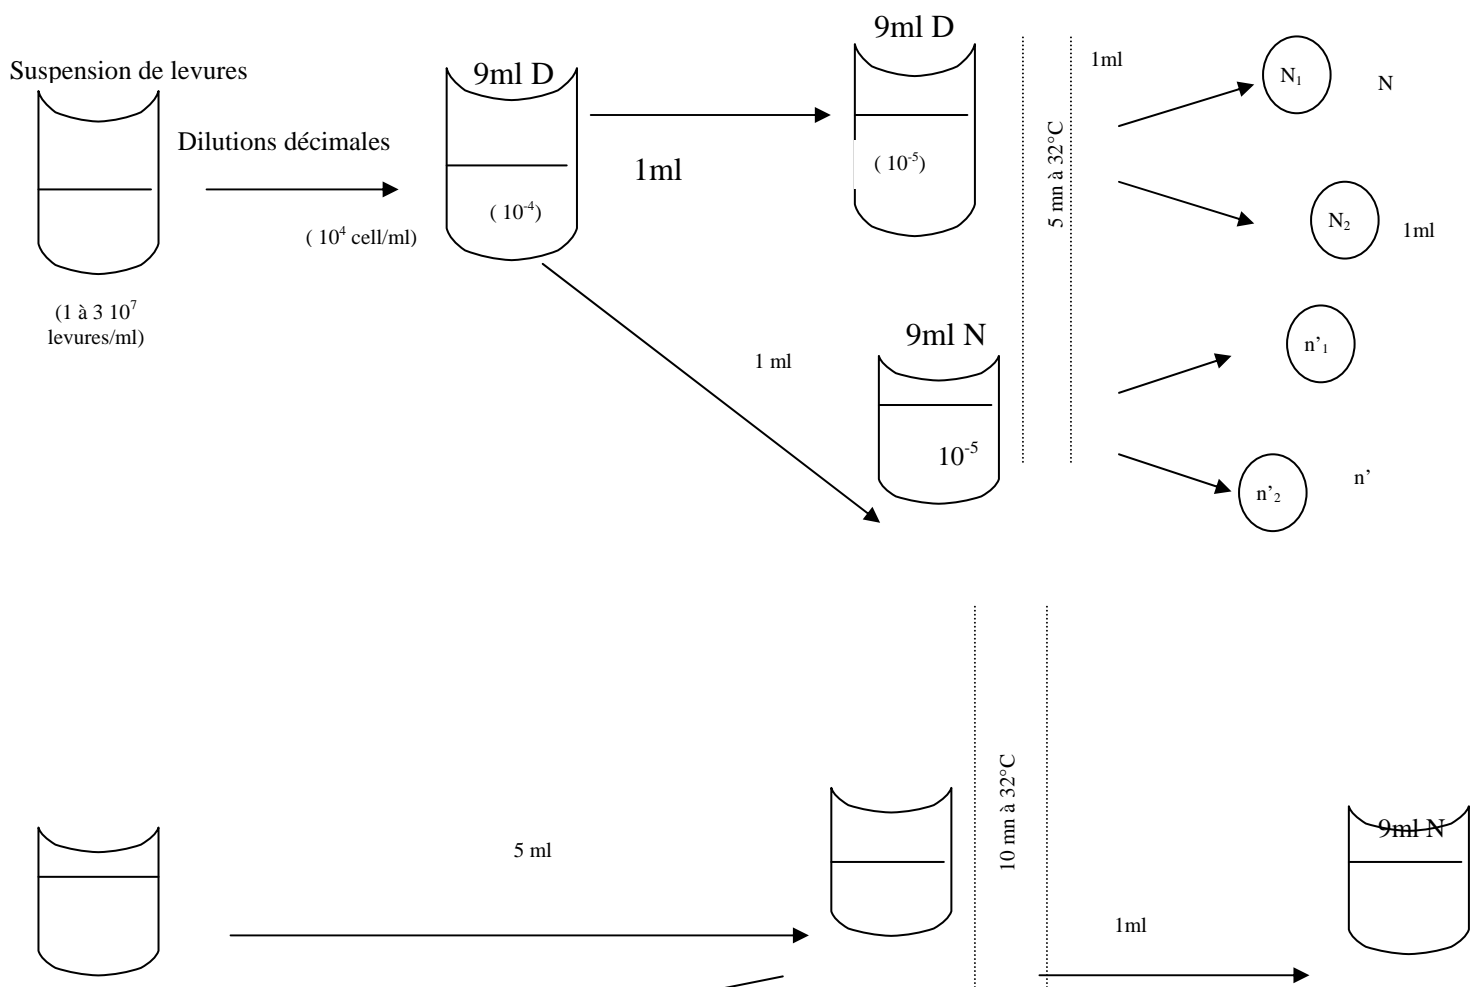 9ml D
Suspension de levures
9ml D
1ml
N₁
N
Dilutions décimales
1ml
( 10⁻⁵)
5 mn à 32°C
( 10⁻⁴)
( 10⁴ cell/ml)
N₂
1ml
(1 à 3 10⁷
levures/ml)
9ml N
n’₁
1 ml
10⁻⁵
n’₂
n’
10 mn à 32°C
9ml N
5 ml
1ml